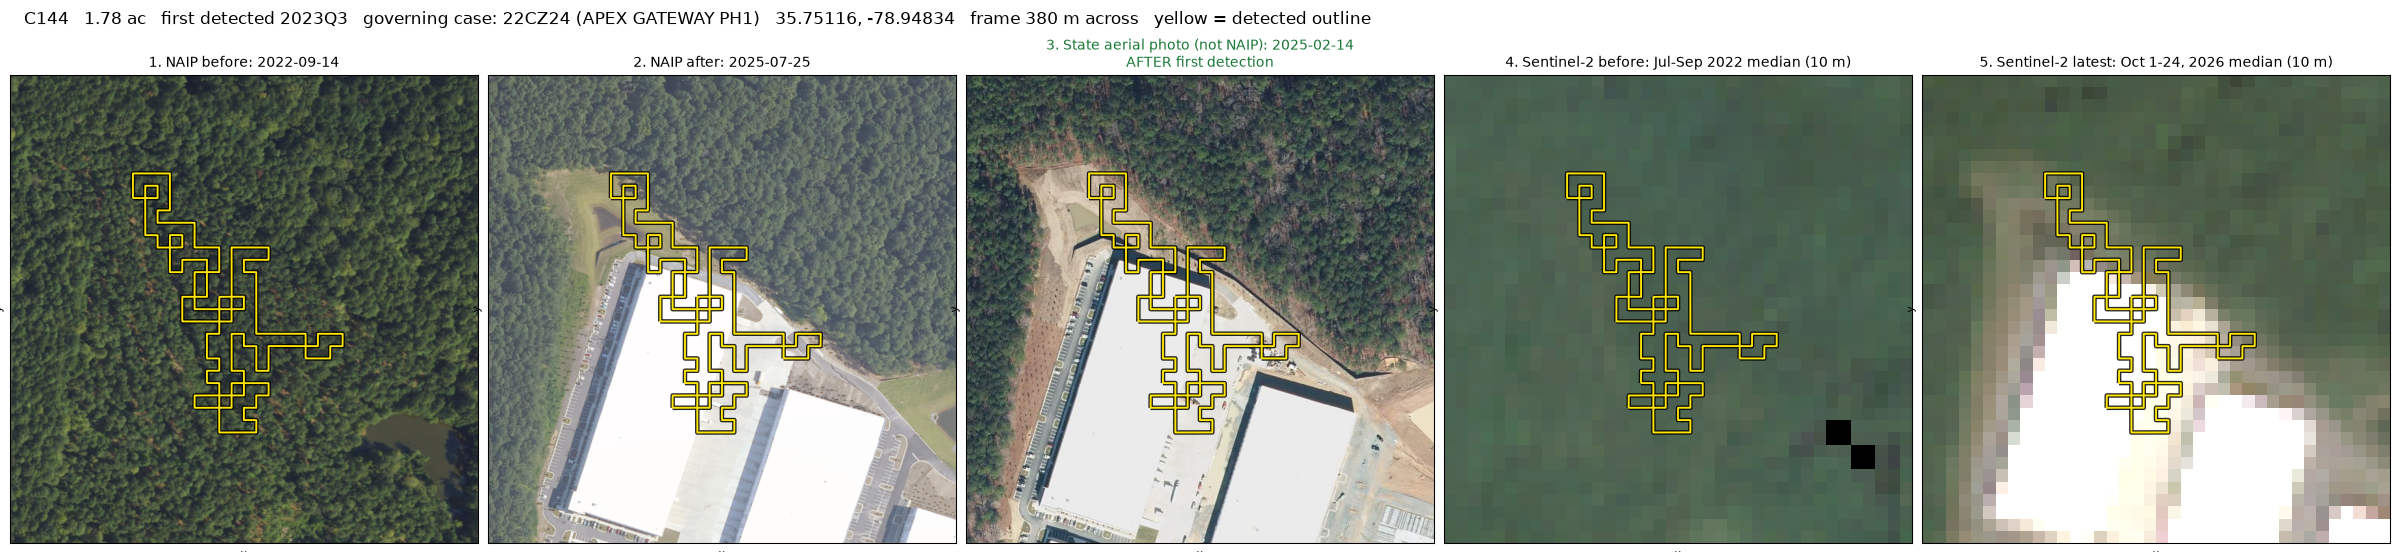 C144   1.78 ac   first detected 2023Q3   governing case: 22CZ24 (APEX GATEWAY PH1)   35.75116, -78.94834   frame 380 m across   yellow = detected outline
1. NAIP before: 2022-09-14
2. NAIP after: 2025-07-25
3. State aerial photo (not NAIP): 2025-02-14
AFTER first detection
4. Sentinel-2 before: Jul-Sep 2022 median (10 m)
5. Sentinel-2 latest: Oct 1-24, 2026 median (10 m)